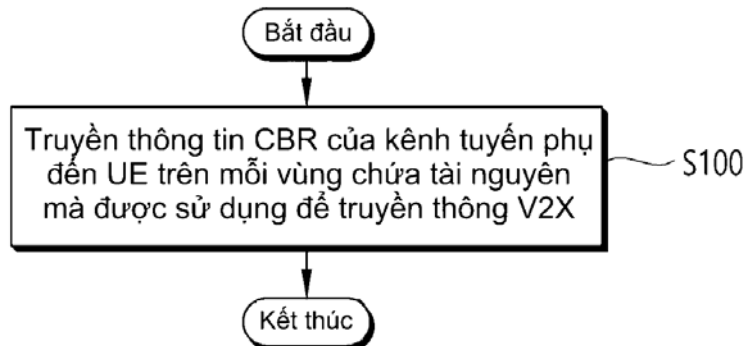 Bắt đầu
Truyền thông tin CBR của kênh tuyến phụ
đến UE trên mỗi vùng chứa tài nguyên
mà được sử dụng để truyền thông V2X
S100
Kết thúc